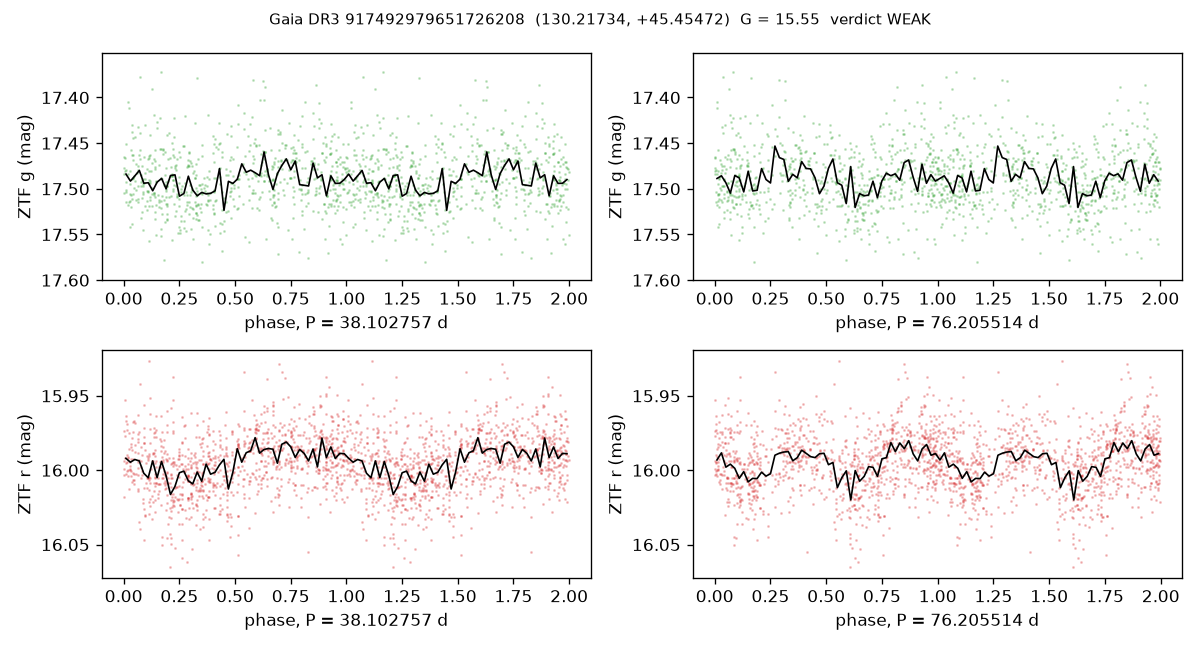 Gaia DR3 917492979651726208  (130.21734, +45.45472)  G = 15.55  verdict WEAK
ZTF g (mag)
17.40
17.45
17.50
17.55
17.60
0.00 0.25 0.50 0.75 1.00 1.25 1.50 1.75 2.00
phase, P = 38.102757 d
ZTF g (mag)
17.40
17.45
17.50
17.55
17.60
0.00 0.25 0.50 0.75 1.00 1.25 1.50 1.75 2.00
phase, P = 76.205514 d
ZTF r (mag)
15.95
16.00
16.05
0.00 0.25 0.50 0.75 1.00 1.25 1.50 1.75 2.00
phase, P = 38.102757 d
ZTF r (mag)
15.95
16.00
16.05
0.00 0.25 0.50 0.75 1.00 1.25 1.50 1.75 2.00
phase, P = 76.205514 d